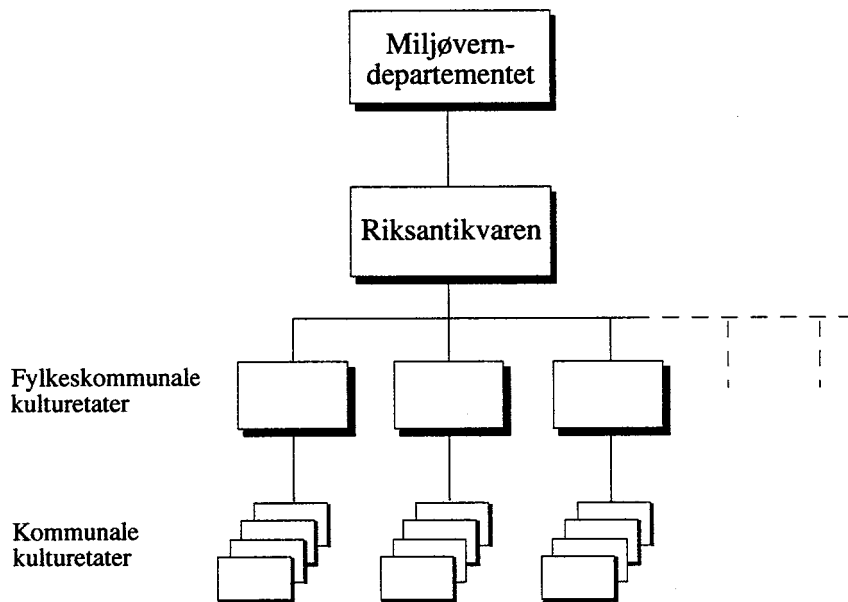 Miljøvern-
departementet
Riksantikvaren
Fylkeskommunale
kulturetater
Kommunale
kulturetater